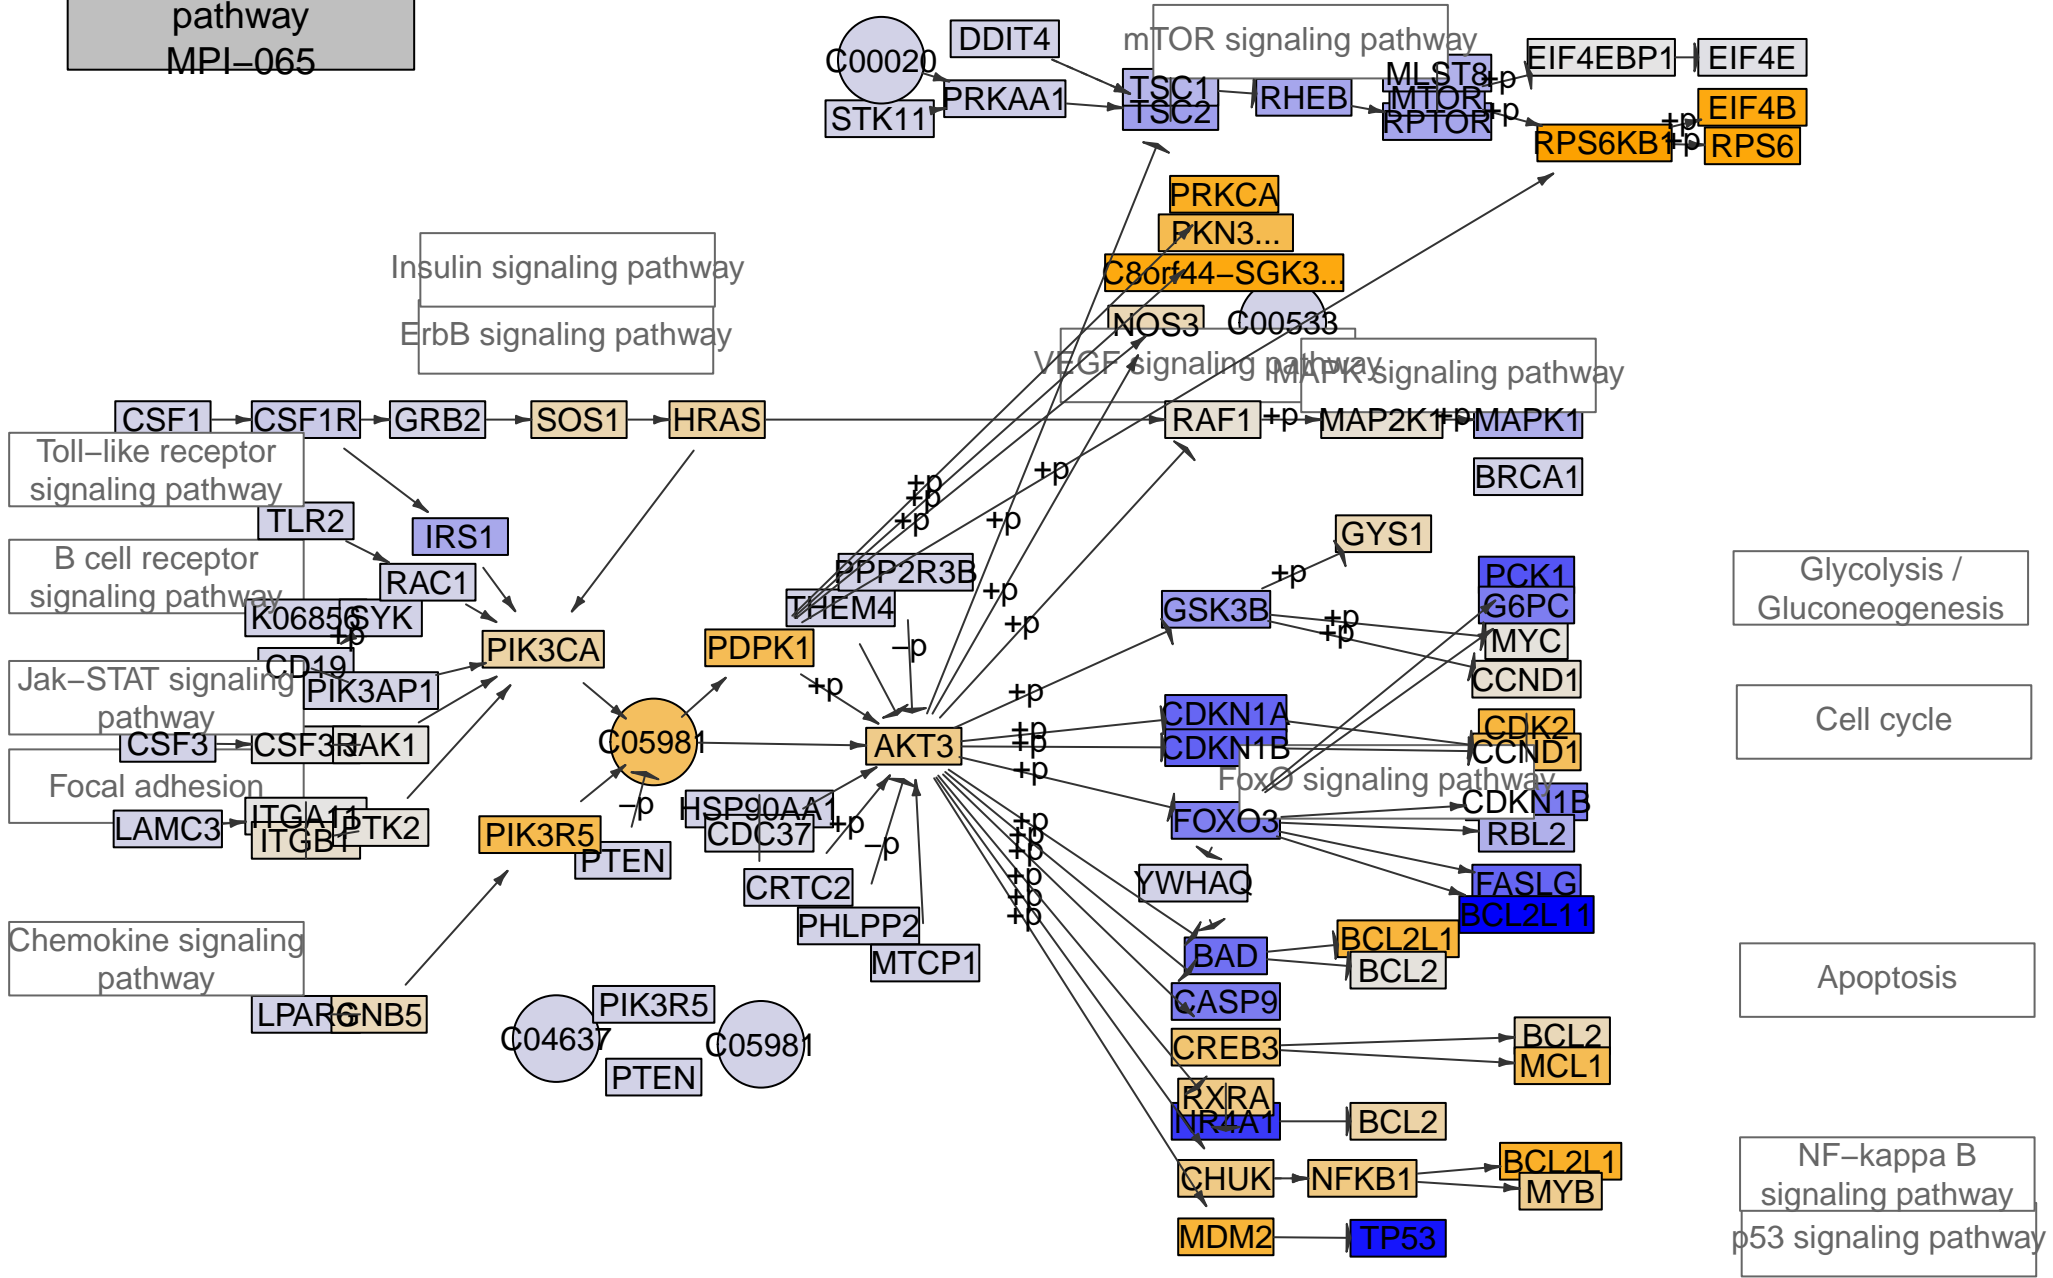 pathway
MPI−065
DDIT4
mTOR signaling pathway
C00020
MLST8
+p
EIF4EBP1
EIF4E
PRKAA1
TSC1
RHEB
MTOR
+p
EIF4B
STK11
TSC2
RPTOR
+p
RPS6KB1
+p
RPS6
PRKCA
PKN3...
Insulin signaling pathway
C8orf44−SGK3...
ErbB signaling pathway
NOS3
C00533
VEGF signaling pathway
MAPK signaling pathway
CSF1
CSF1R
GRB2
SOS1
HRAS
RAF1
+p
MAP2K1
+p
MAPK1
Toll−like receptor
signaling pathway
BRCA1
+p
+p
+p
+p
+p
TLR2
IRS1
GYS1
B cell receptor
signaling pathway
RAC1
PPP2R3B
THEM4
+p
+p
GSK3B
+p
PCK1
G6PC
Glycolysis /
Gluconeogenesis
K06856
SYK
+p
+p
+p
MYC
CD19
PIK3CA
PDPK1
−p
CCND1
Jak−STAT signaling
pathway
PIK3AP1
+p
+p
CDKN1A
CDK2
Cell cycle
CSF3
CSF3R
JAK1
C05981
AKT3
+p
+p
CDKN1B
CCND1
Focal adhesion
+p
FoxO signaling pathway
LAMC3
ITGA11
ITGB1
PTK2
PIK3R5
−p
PTEN
HSP90AA1
CDC37
+p
−p
+p
+p
+p
FOXO3
CDKN1B
RBL2
CRTC2
+p
+p
+p
YWHAQ
FASLG
BCL2L11
PHLPP2
Chemokine signaling
pathway
MTCP1
BAD
BCL2L1
BCL2
Apoptosis
LPAR6
GNB5
C04637
PIK3R5
C05981
PTEN
CASP9
CREB3
BCL2
MCL1
RXRA
NR4A1
BCL2
CHUK
NFKB1
BCL2L1
MYB
NF−kappa B
signaling pathway
MDM2
TP53
p53 signaling pathway